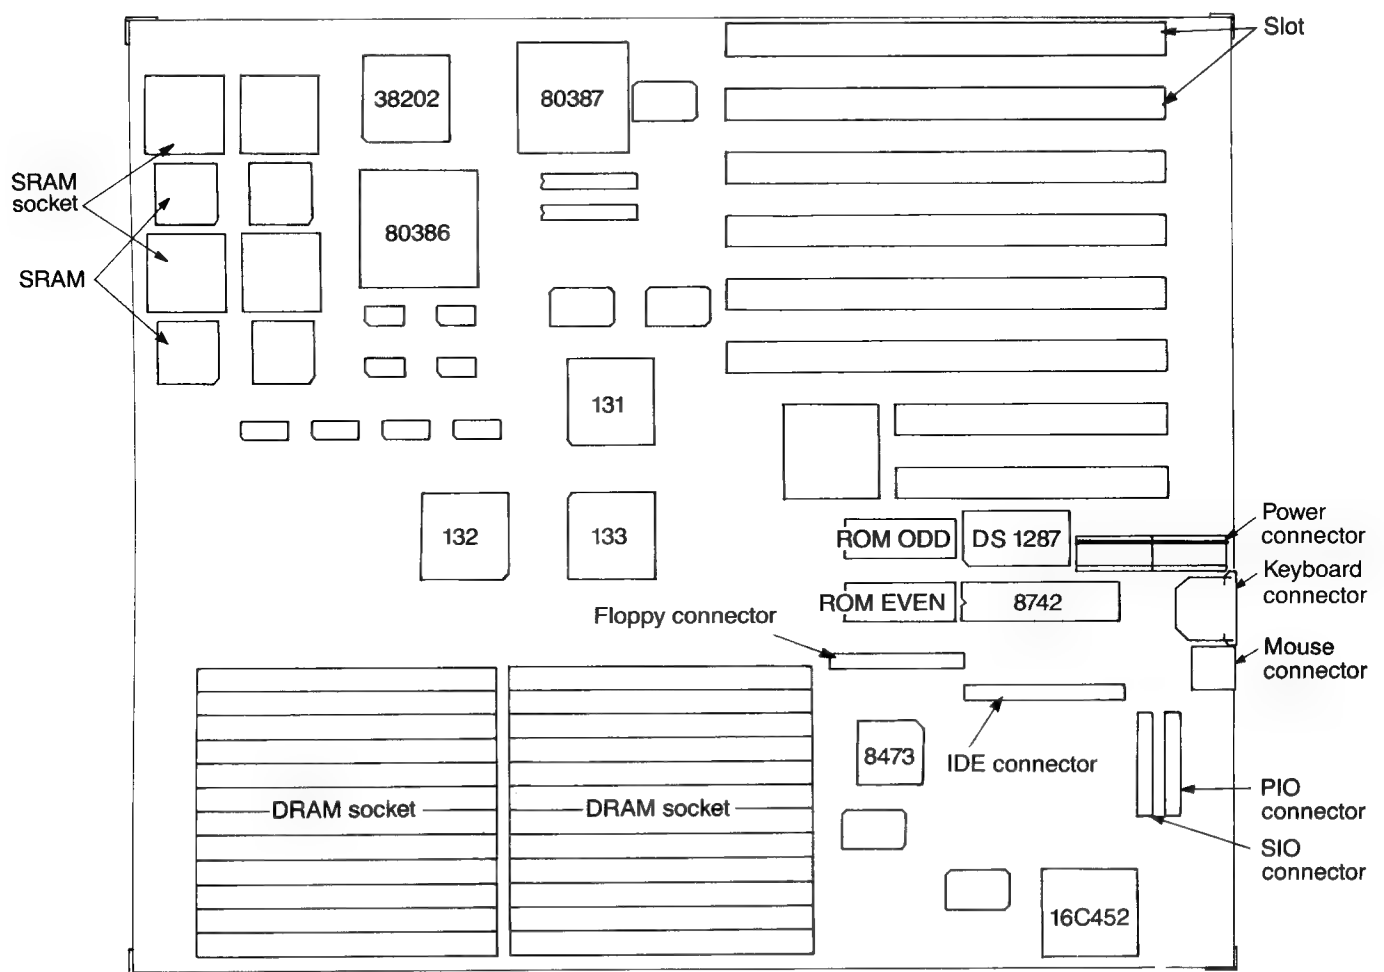 Slot
38202
80387
SRAM
socket
80386
SRAM
131
132
133
ROM ODD
DS 1287
Power
connector
Keyboard
connector
ROM EVEN
8742
Floppy connector
Mouse
connector
8473
IDE connector
DRAM socket
DRAM socket
PIO
connector
SIO
connector
16C452